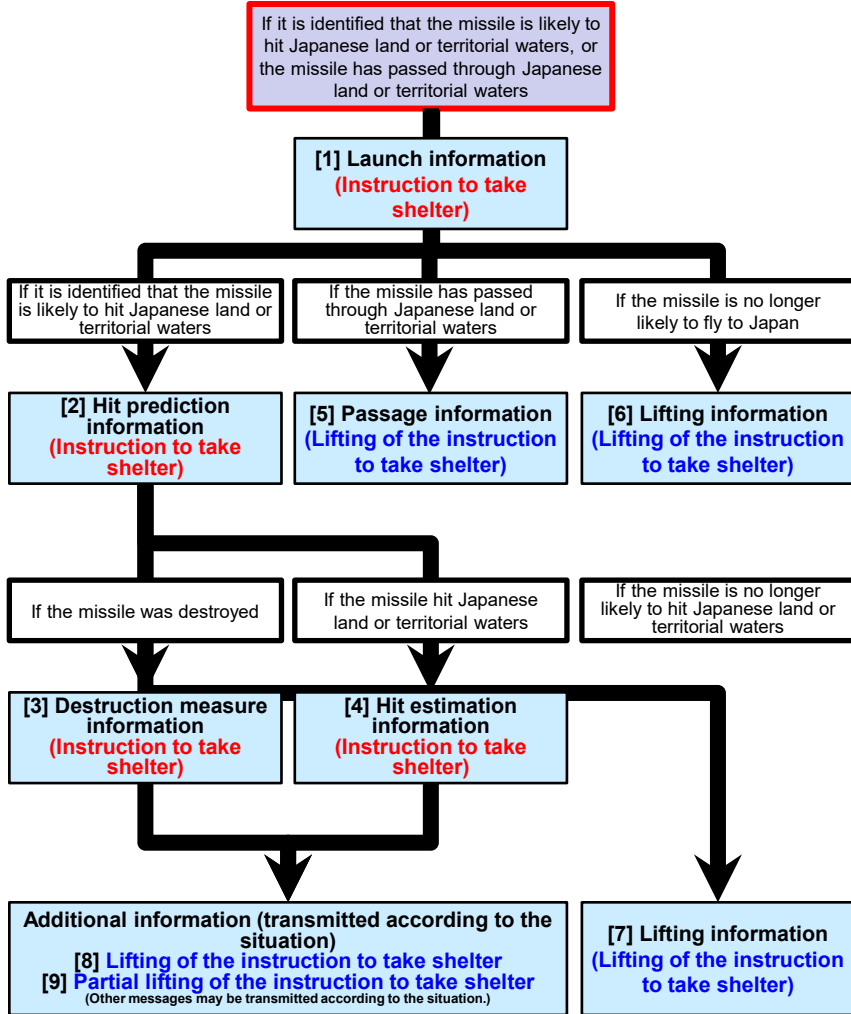 If it is identified that the missile is likely to
hit Japanese land or territorial waters, or
the missile has passed through Japanese
land or territorial waters
[1] Launch information
(Instruction to take
shelter)
If it is identified that the missile
is likely to hit Japanese land or
territorial waters
If the missile has passed
through Japanese land or
territorial waters
If the missile is no longer
likely to fly to Japan
[2] Hit prediction
information
(Instruction to take
shelter)
[5] Passage information
(Lifting of the instruction
to take shelter)
[6] Lifting information
(Lifting of the instruction
to take shelter)
If the missile was destroyed
If the missile hit Japanese
land or territorial waters
If the missile is no longer
likely to hit Japanese land or
territorial waters
[3] Destruction measure
information
(Instruction to take
shelter)
[4] Hit estimation
information
(Instruction to take
shelter)
Additional information (transmitted according to the
situation)
[8] Lifting of the instruction to take shelter
[9] Partial lifting of the instruction to take shelter
(Other messages may be transmitted according to the situation.)
[7] Lifting information
(Lifting of the instruction
to take shelter)